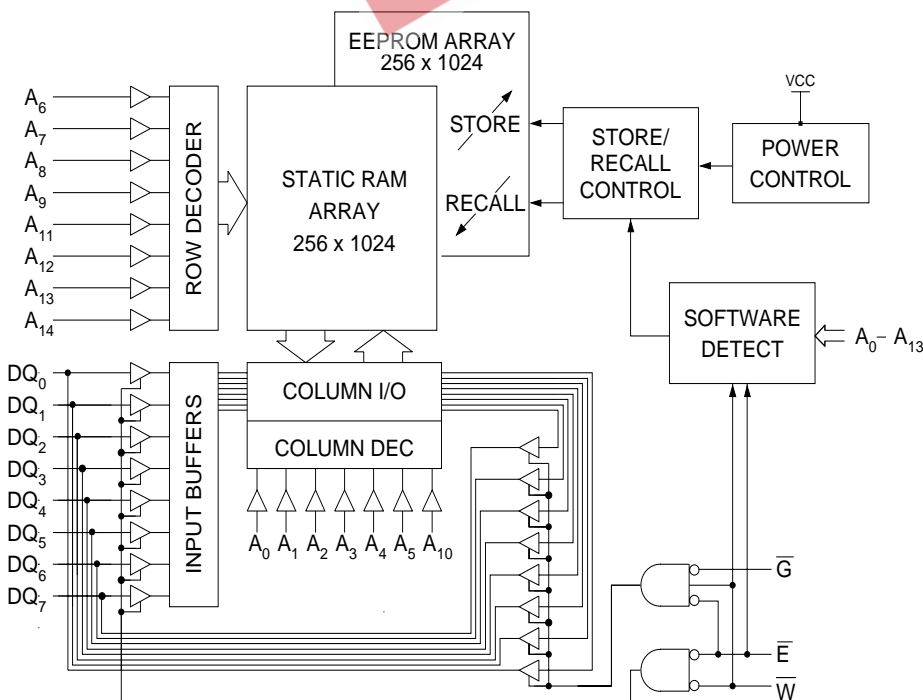 EEPROM ARRAY
256 x 1024
STORE
RECALL
A6
A7
A8
A9
A11
A12
A13
A14
ROW DECODER
STATIC RAM
ARRAY
256 x 1024
STORE/
RECALL
CONTROL
VCC
POWER
CONTROL
SOFTWARE
DETECT
A0 – A13
DQ0
DQ1
DQ2
DQ3
DQ4
DQ5
DQ6
DQ7
INPUT BUFFERS
COLUMN I/O
COLUMN DEC
A0 A1 A2 A3 A4 A5 A10
G̅
E̅
W̅